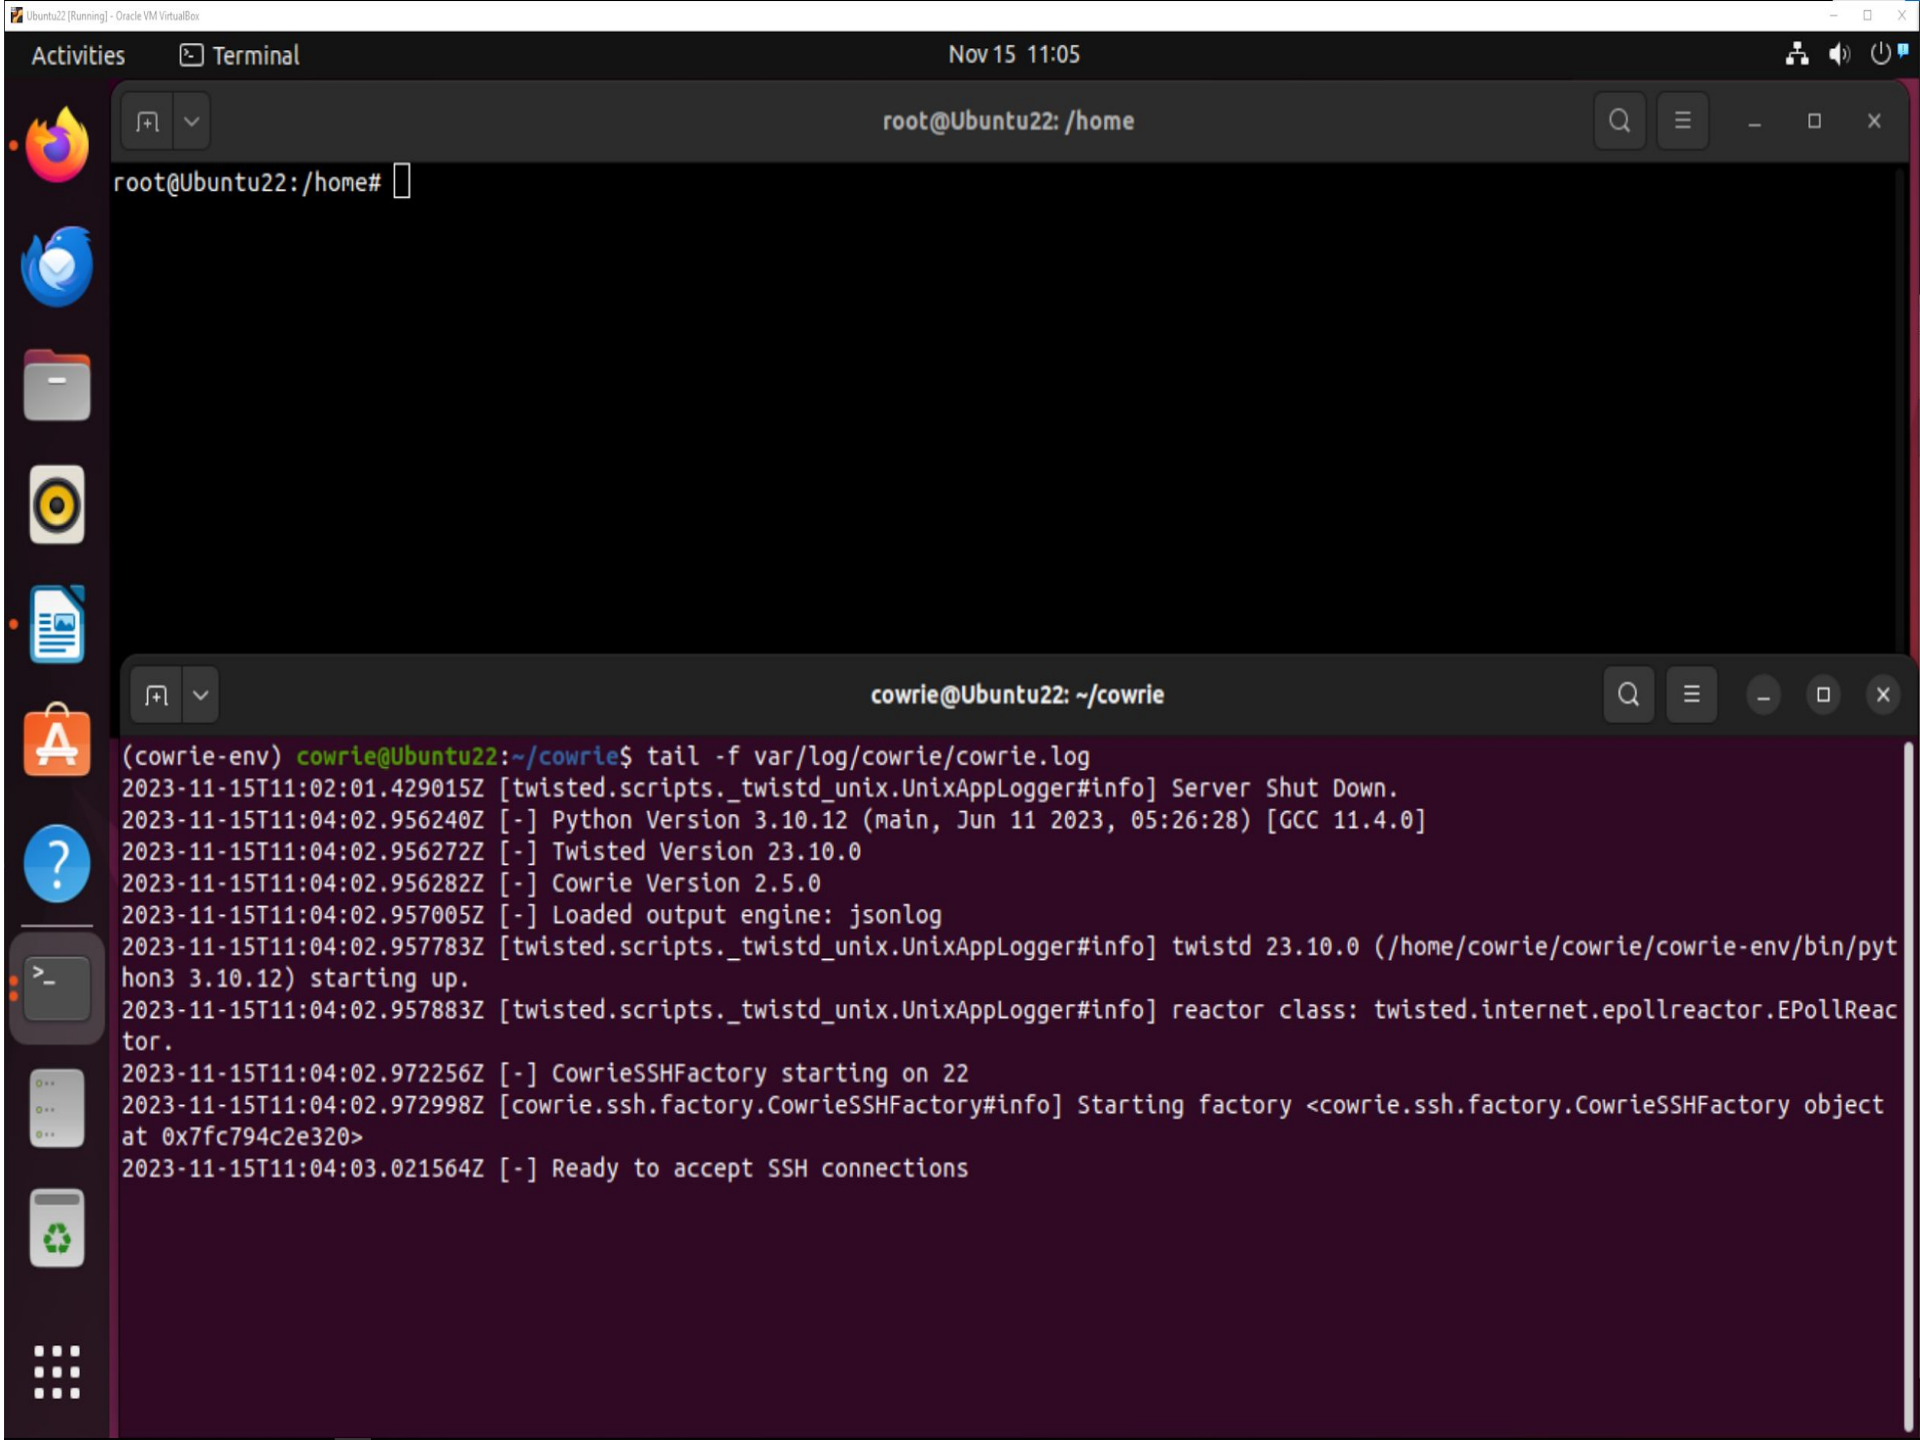 Ubuntu22 [Running] - Oracle VM VirtualBox
Activities
Terminal
Nov 15 11:05
root@Ubuntu22: /home
root@Ubuntu22:/home#
cowrie@Ubuntu22: ~/cowrie
(cowrie-env) cowrie@Ubuntu22:~/cowrie$ tail -f var/log/cowrie/cowrie.log
2023-11-15T11:02:01.429015Z [twisted.scripts._twistd_unix.UnixAppLogger#info] Server Shut Down.
2023-11-15T11:04:02.956240Z [-] Python Version 3.10.12 (main, Jun 11 2023, 05:26:28) [GCC 11.4.0]
2023-11-15T11:04:02.956272Z [-] Twisted Version 23.10.0
2023-11-15T11:04:02.956282Z [-] Cowrie Version 2.5.0
2023-11-15T11:04:02.957005Z [-] Loaded output engine: jsonlog
2023-11-15T11:04:02.957783Z [twisted.scripts._twistd_unix.UnixAppLogger#info] twistd 23.10.0 (/home/cowrie/cowrie/cowrie-env/bin/pyt
hon3 3.10.12) starting up.
2023-11-15T11:04:02.957883Z [twisted.scripts._twistd_unix.UnixAppLogger#info] reactor class: twisted.internet.epollreactor.EPollReac
tor.
2023-11-15T11:04:02.972256Z [-] CowrieSSHFactory starting on 22
2023-11-15T11:04:02.972998Z [cowrie.ssh.factory.CowrieSSHFactory#info] Starting factory <cowrie.ssh.factory.CowrieSSHFactory object
at 0x7fc794c2e320>
2023-11-15T11:04:03.021564Z [-] Ready to accept SSH connections